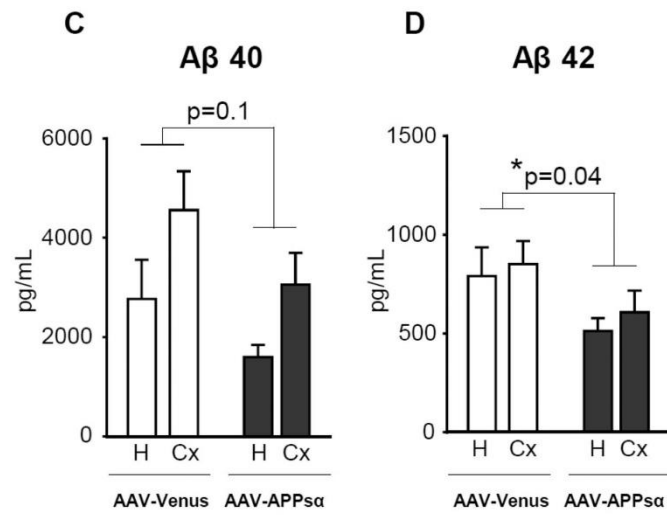 C
Aβ 40
p=0.1
6000
4000
2000
0
pg/mL
H Cx H Cx
AAV-Venus AAV-APPsα
D
Aβ 42
* p=0.04
1500
1000
500
0
pg/mL
H Cx H Cx
AAV-Venus AAV-APPsα